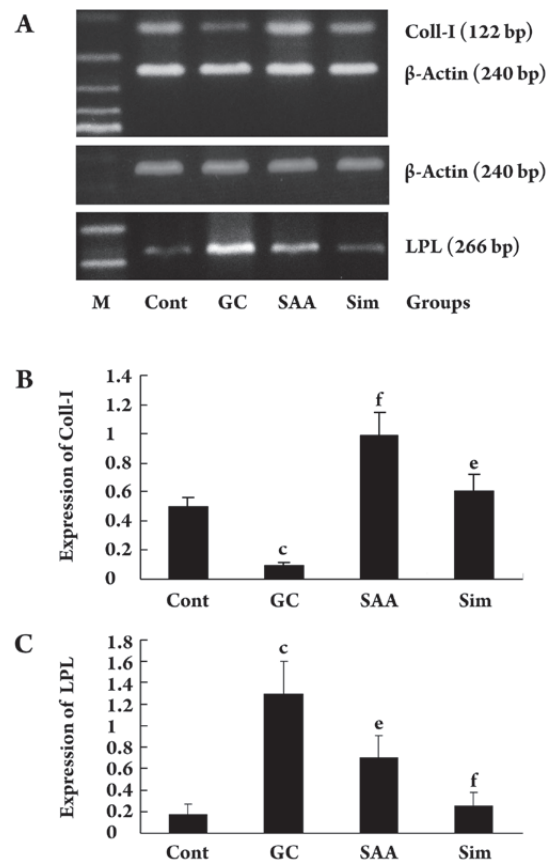 A
Coll-I (122 bp)
β-Actin (240 bp)
β-Actin (240 bp)
LPL (266 bp)
M Cont GC SAA Sim Groups
B
Expression of Coll-I
1.4
1.2
1
0.8
0.6
0.4
0.2
0
c
f
e
Cont GC SAA Sim
C
Expression of LPL
1.8
1.6
1.4
1.2
1
0.8
0.6
0.4
0.2
0
c
e
f
Cont GC SAA Sim